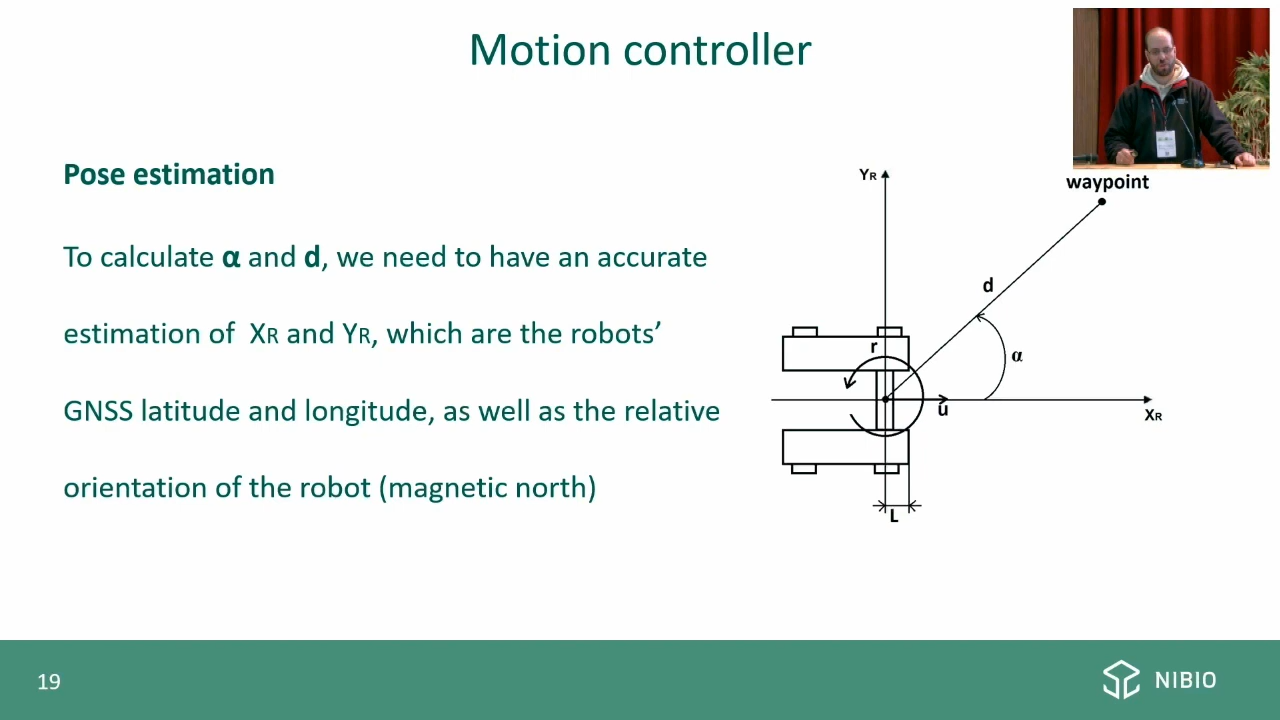 Motion controller
Pose estimation
To calculate α and d, we need to have an accurate
estimation of XR and YR, which are the robots’
GNSS latitude and longitude, as well as the relative
orientation of the robot (magnetic north)
YR
waypoint
d
r
α
u
XR
L
19
NIBIO